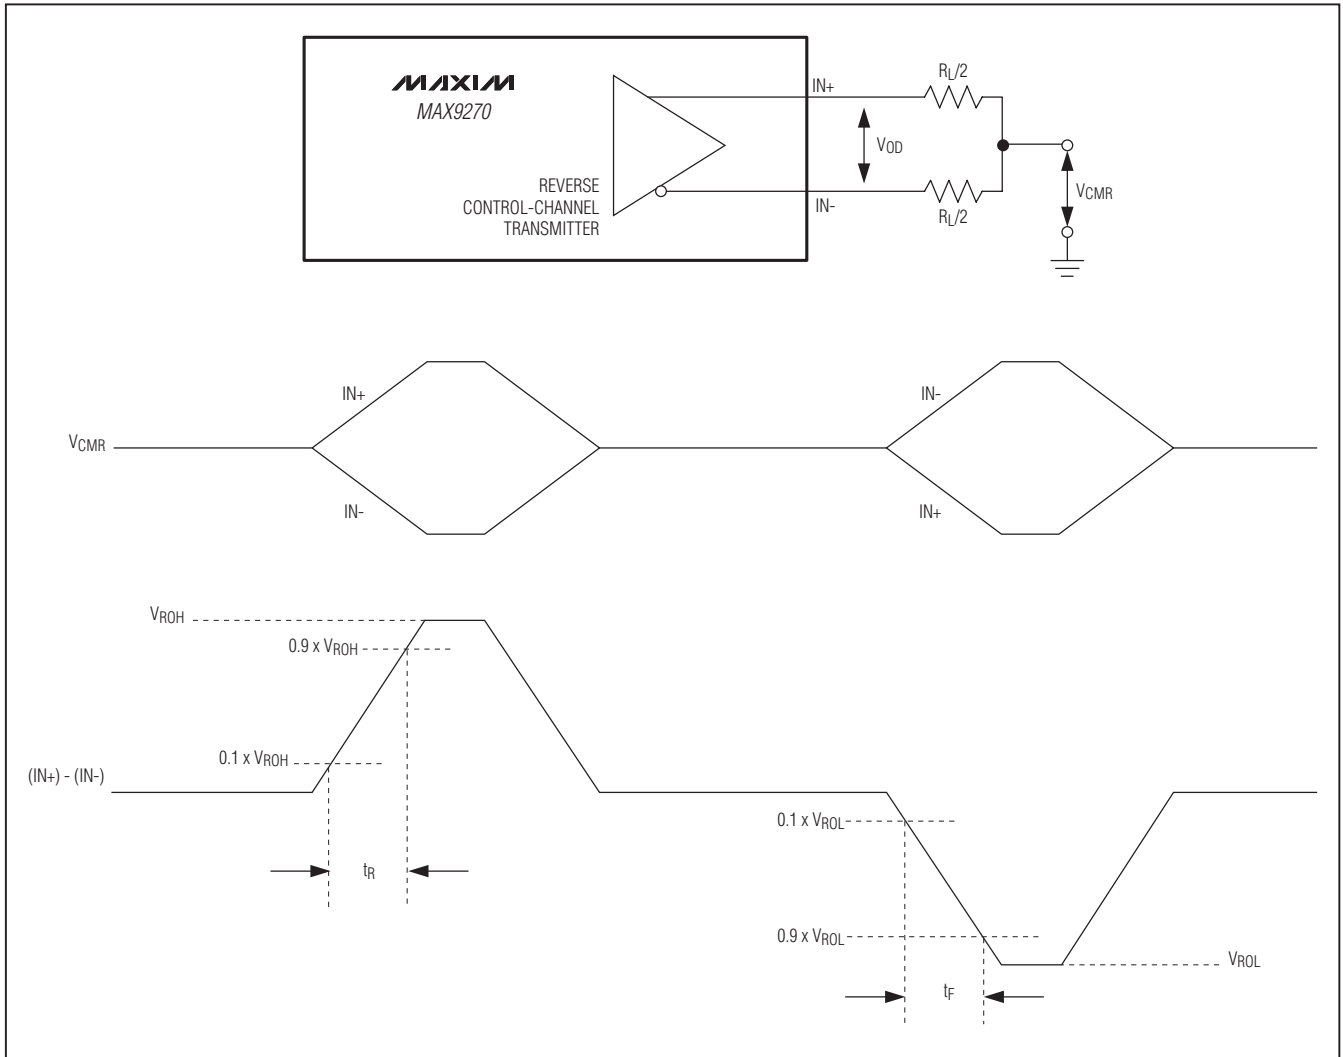 MAXIM
MAX9270
REVERSE
CONTROL-CHANNEL
TRANSMITTER
IN+
RL/2
VOD
IN-
RL/2
VCMR
IN+
IN-
VCMR
IN-
IN+
VROH
0.9 x VROH
0.1 x VROH
(IN+) - (IN-)
0.1 x VROL
tR
0.9 x VROL
VROL
tF